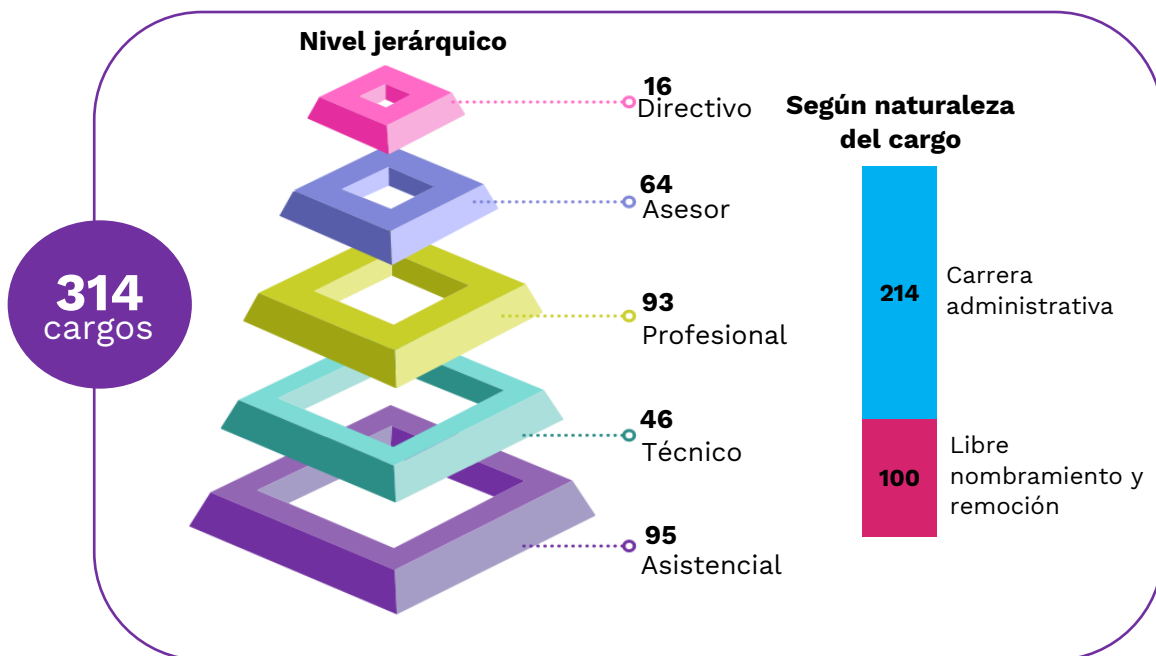 314
cargos
Nivel jerárquico
16
Directivo
64
Asesor
93
Profesional
46
Técnico
95
Asistencial
Según naturaleza
del cargo
214
Carrera
administrativa
100
Libre
nombramiento y
remoción